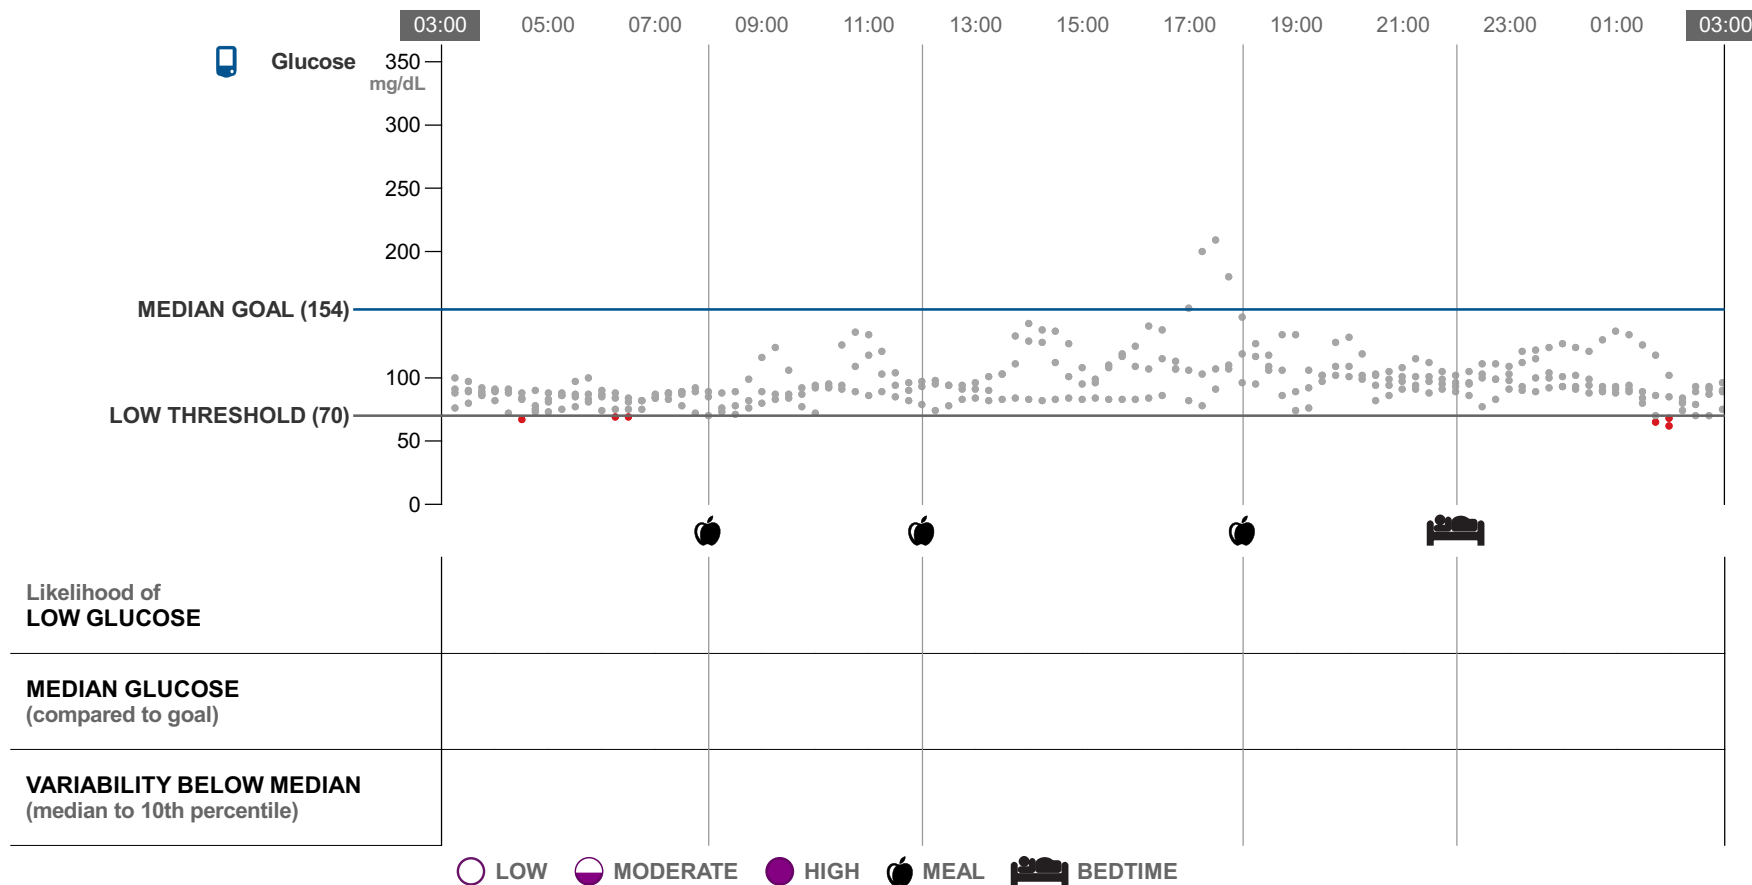 03:00 05:00 07:00 09:00 11:00 13:00 15:00 17:00 19:00 21:00 23:00 01:00 03:00
Glucose
350
mg/dL
300
250
200
MEDIAN GOAL (154)
100
LOW THRESHOLD (70)
50
0
Likelihood of
LOW GLUCOSE
MEDIAN GLUCOSE
(compared to goal)
VARIABILITY BELOW MEDIAN
(median to 10th percentile)
LOW MODERATE HIGH MEAL BEDTIME